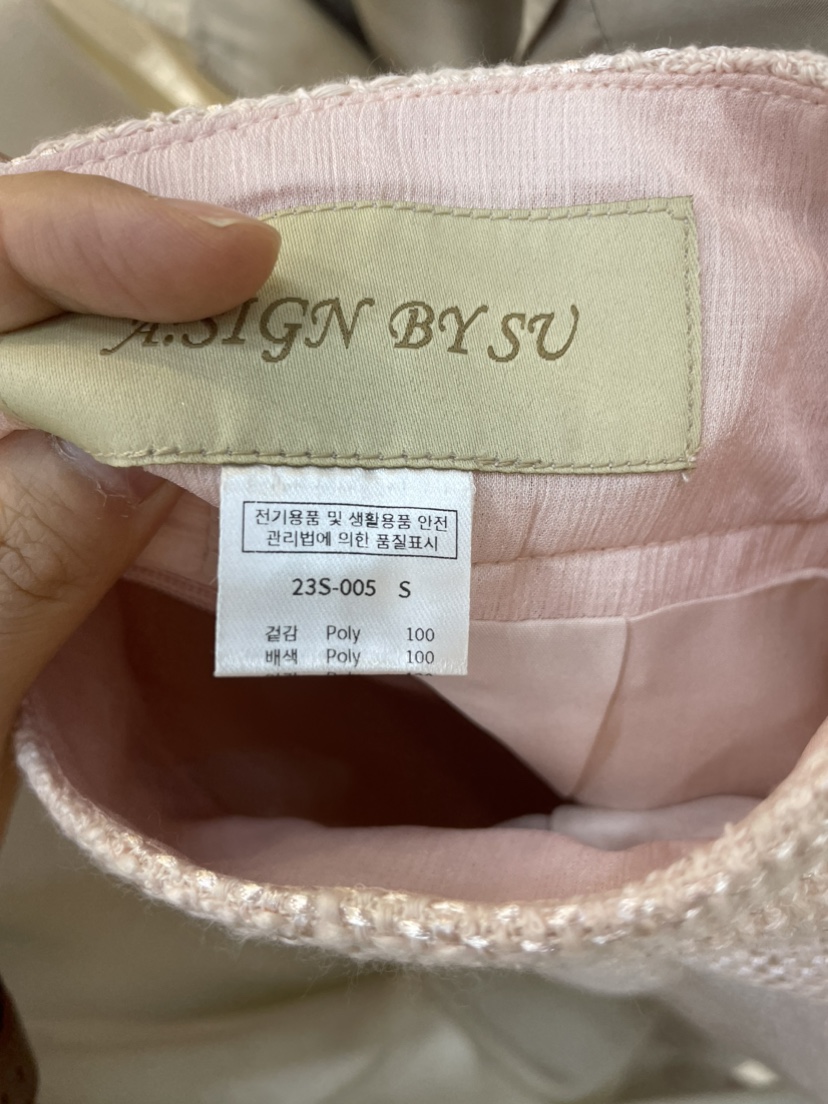 A.SIGN BY SU
전기용품 및 생활용품 안전
관리법에 의한 품질표시
23S-005 S
겉감 Poly 100
배색 Poly 100